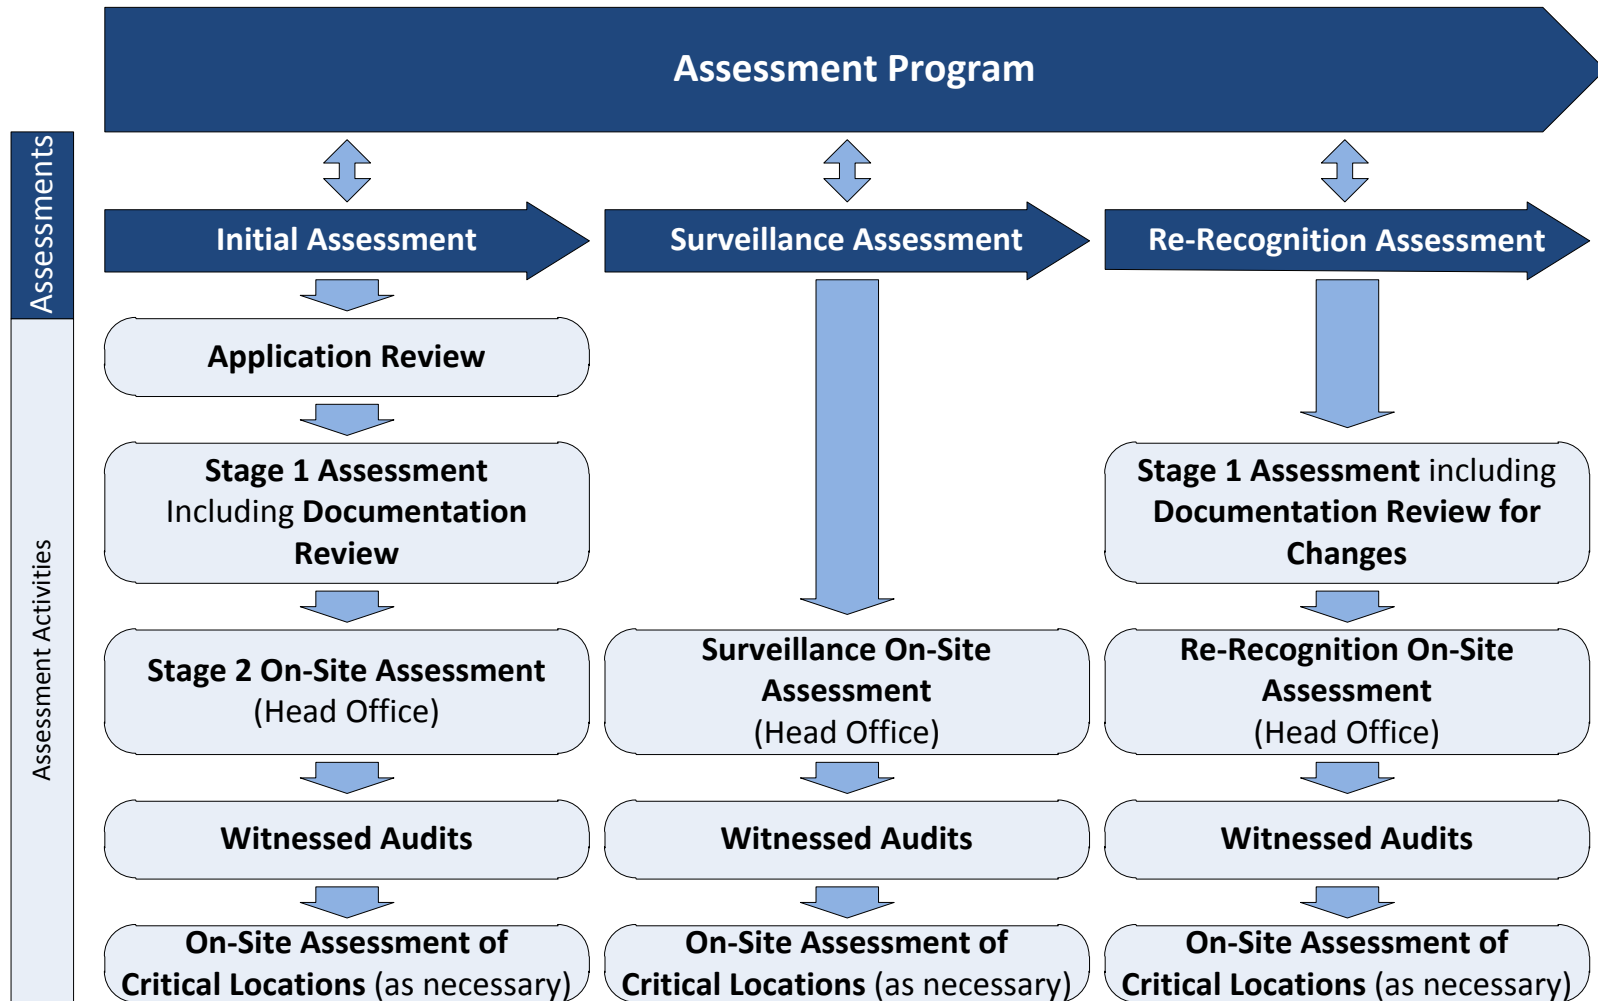 Assessment Program
Assessments
Initial Assessment
Surveillance Assessment
Re-Recognition Assessment
Assessment Activities
Application Review
Stage 1 Assessment
Including Documentation
Review
Stage 1 Assessment including
Documentation Review for
Changes
Stage 2 On-Site Assessment
(Head Office)
Surveillance On-Site
Assessment
(Head Office)
Re-Recognition On-Site
Assessment
(Head Office)
Witnessed Audits
Witnessed Audits
Witnessed Audits
On-Site Assessment of
Critical Locations (as necessary)
On-Site Assessment of
Critical Locations (as necessary)
On-Site Assessment of
Critical Locations (as necessary)